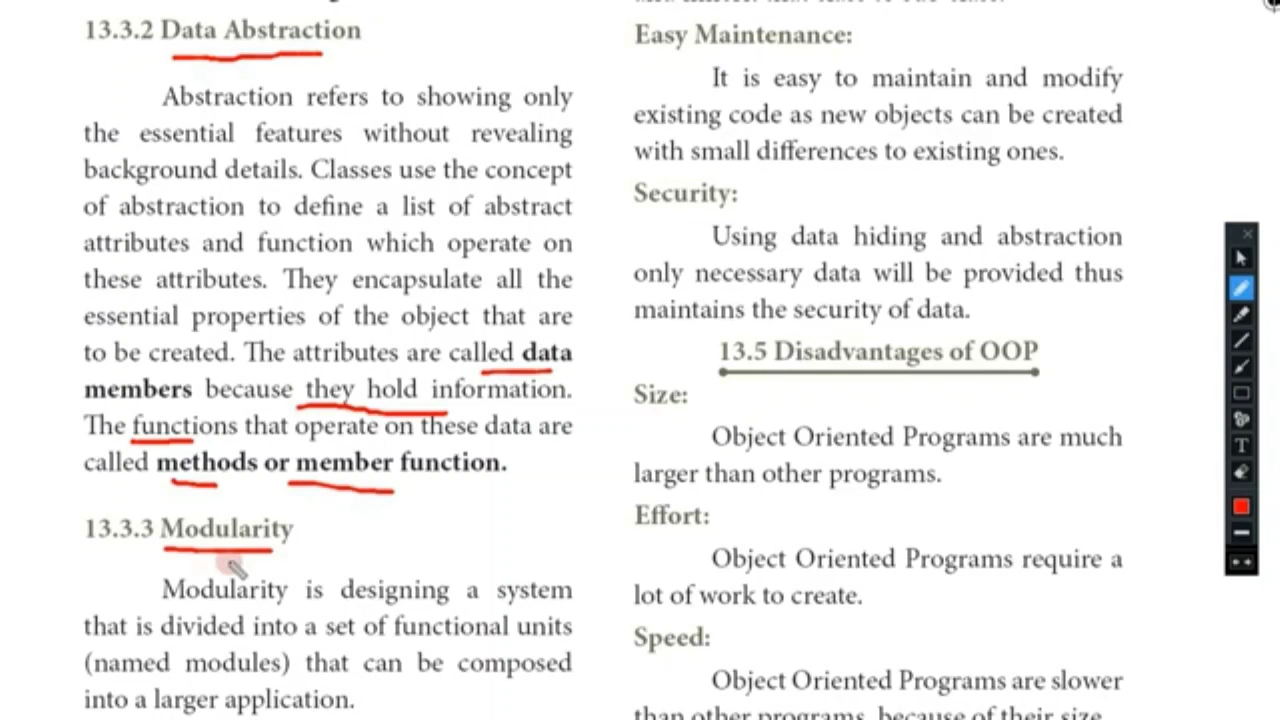 13.3.2 Data Abstraction
Abstraction refers to showing only
the essential features without revealing
background details. Classes use the concept
of abstraction to define a list of abstract
attributes and function which operate on
these attributes. They encapsulate all the
essential properties of the object that are
to be created. The attributes are called data
members because they hold information.
The functions that operate on these data are
called methods or member function.
13.3.3 Modularity
Modularity is designing a system
that is divided into a set of functional units
(named modules) that can be composed
into a larger application.
Easy Maintenance:
It is easy to maintain and modify
existing code as new objects can be created
with small differences to existing ones.
Security:
Using data hiding and abstraction
only necessary data will be provided thus
maintains the security of data.
13.5 Disadvantages of OOP
Size:
Object Oriented Programs are much
larger than other programs.
Effort:
Object Oriented Programs require a
lot of work to create.
Speed:
Object Oriented Programs are slower
than other programs, because of their size.